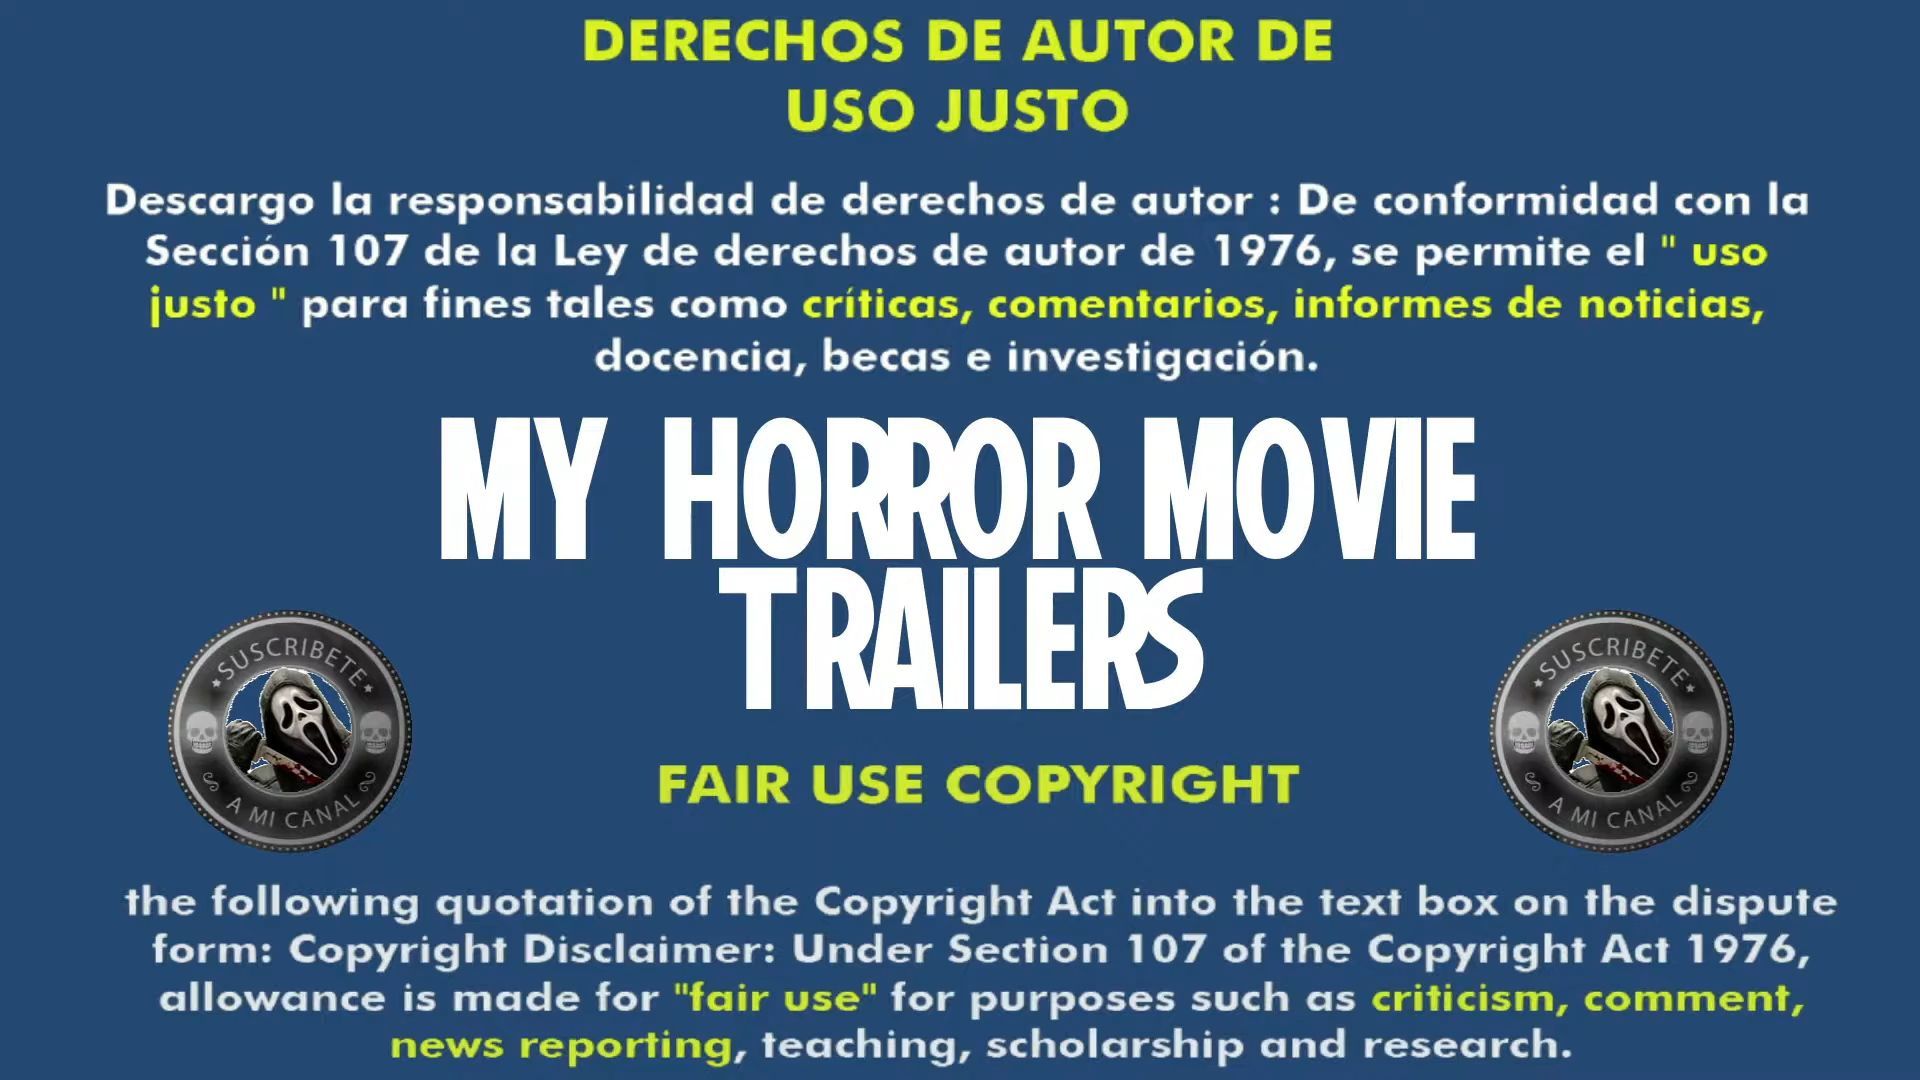 DERECHOS DE AUTOR DE
USO JUSTO
Descargo la responsabilidad de derechos de autor : De conformidad con la
Sección 107 de la Ley de derechos de autor de 1976, se permite el " uso
justo " para fines tales como críticas, comentarios, informes de noticias,
docencia, becas e investigación.
MY HORROR MOVIE
TRAILERS
SUSCRIBETE
A MI CANAL
SUSCRIBETE
A MI CANAL
FAIR USE COPYRIGHT
the following quotation of the Copyright Act into the text box on the dispute
form: Copyright Disclaimer: Under Section 107 of the Copyright Act 1976,
allowance is made for "fair use" for purposes such as criticism, comment,
news reporting, teaching, scholarship and research.